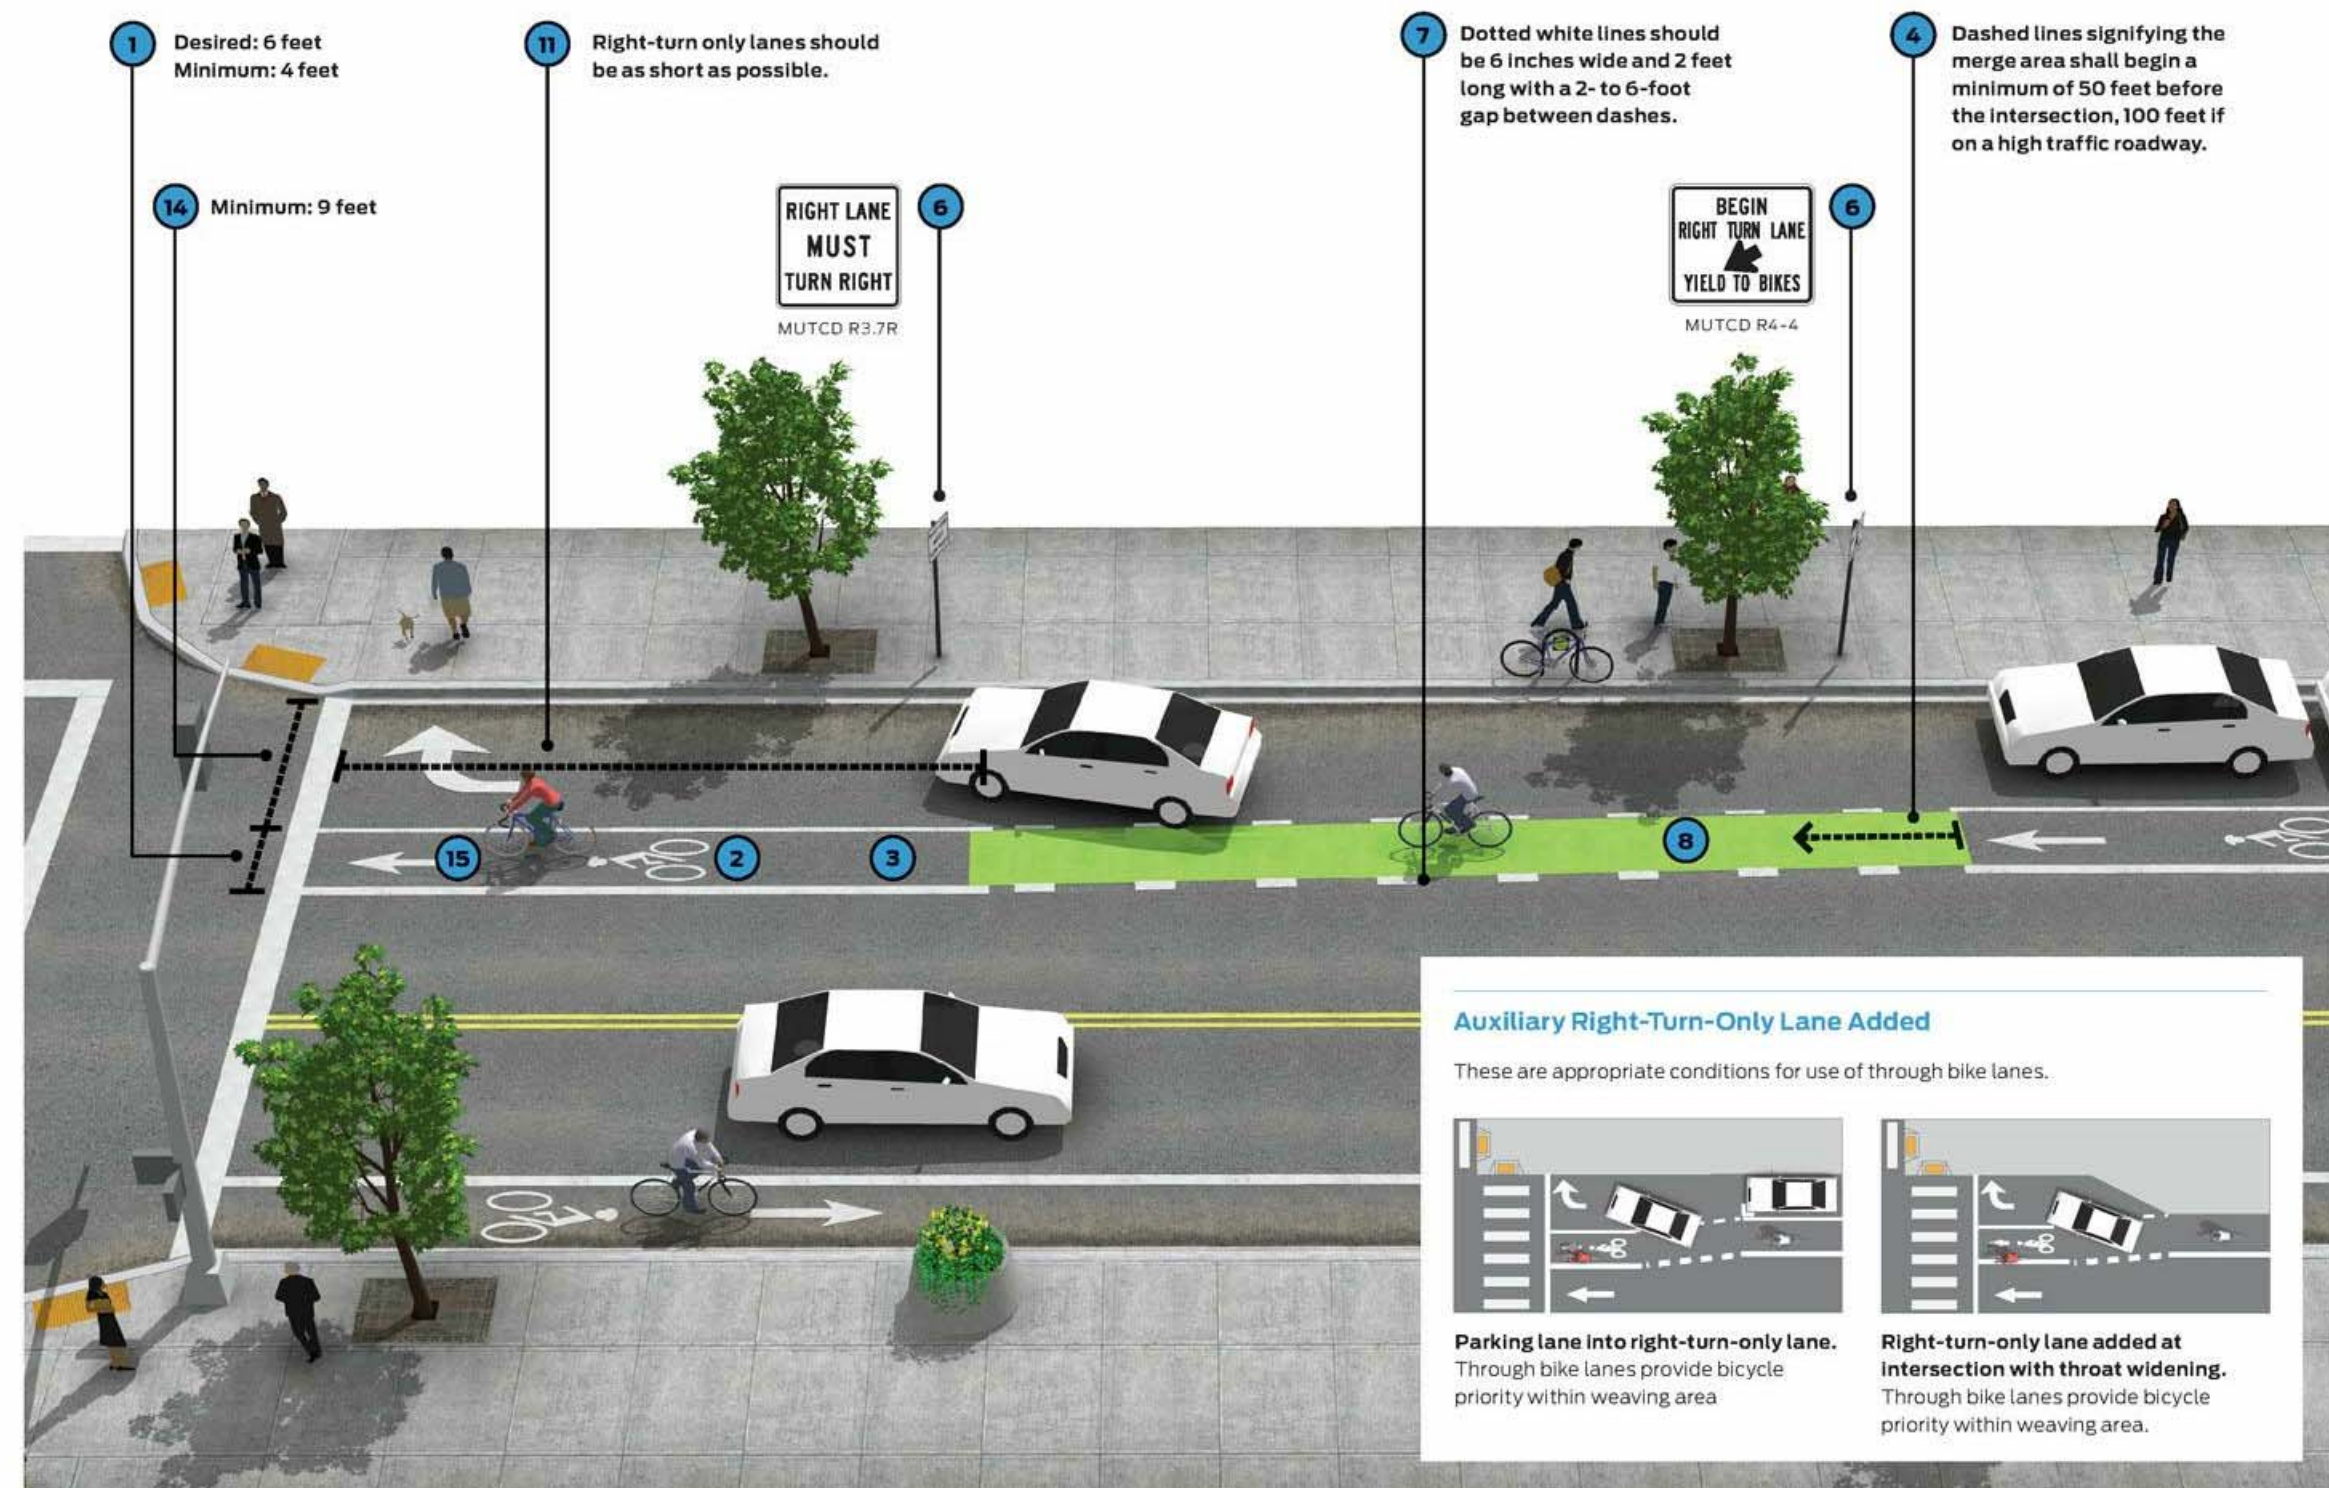 1
Desired: 6 feet
Minimum: 4 feet
11
Right-turn only lanes should
be as short as possible.
7
Dotted white lines should
be 6 inches wide and 2 feet
long with a 2- to 6-foot
gap between dashes.
4
Dashed lines signifying the
merge area shall begin a
minimum of 50 feet before
the intersection, 100 feet if
on a high traffic roadway.
14
Minimum: 9 feet
RIGHT LANE
MUST
TURN RIGHT
MUTCD R3.7R
6
BEGIN
RIGHT TURN LANE
YIELD TO BIKES
MUTCD R4-4
6
15
2
3
8
Auxiliary Right-Turn-Only Lane Added
These are appropriate conditions for use of through bike lanes.
Parking lane into right-turn-only lane.
Through bike lanes provide bicycle
priority within weaving area
Right-turn-only lane added at
intersection with throat widening.
Through bike lanes provide bicycle
priority within weaving area.